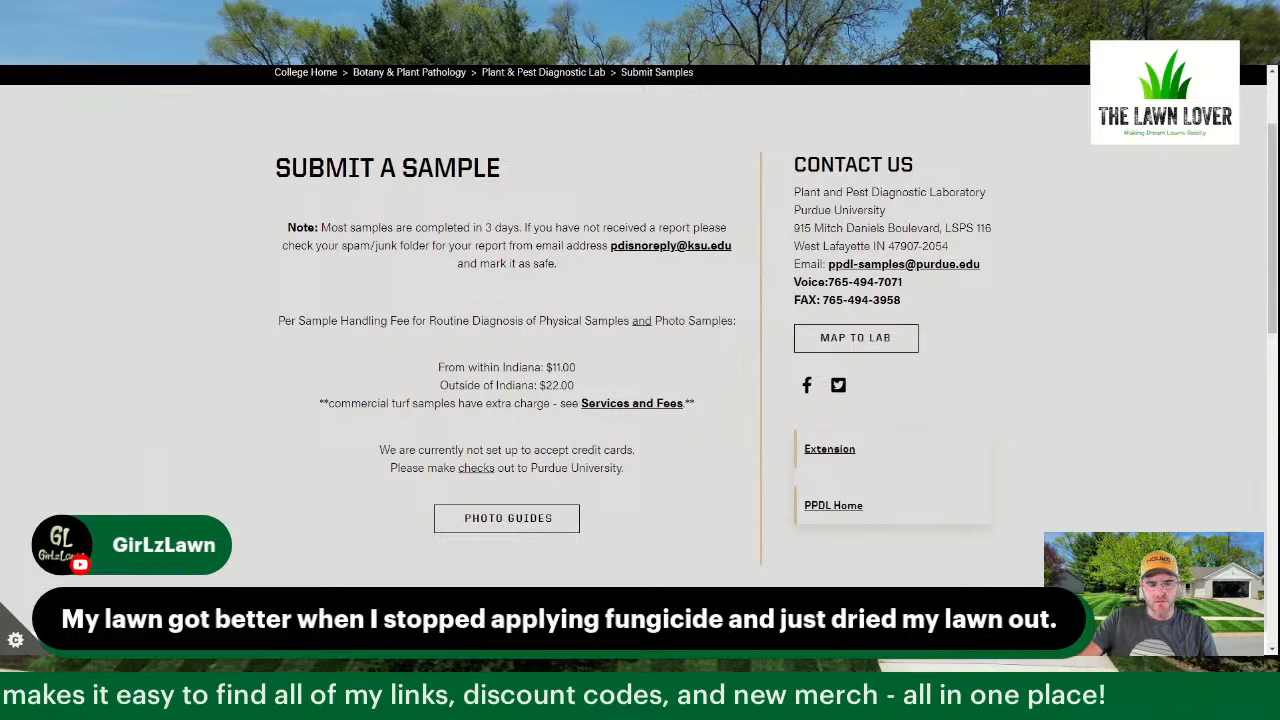 College Home > Botany & Plant Pathology > Plant & Pest Diagnostic Lab > Submit Samples
THE LAWN LOVER
Making Dream Lawns Reality
SUBMIT A SAMPLE
Note: Most samples are completed in 3 days. If you have not received a report please
check your spam/junk folder for your report from email address pdisnoreply@ksu.edu
and mark it as safe.
Per Sample Handling Fee for Routine Diagnosis of Physical Samples and Photo Samples:
From within Indiana: $11.00
Outside of Indiana: $22.00
**commercial turf samples have extra charge - see Services and Fees.**
We are currently not set up to accept credit cards.
Please make checks out to Purdue University.
PHOTO GUIDES
CONTACT US
Plant and Pest Diagnostic Laboratory
Purdue University
915 Mitch Daniels Boulevard, LSPS 116
West Lafayette IN 47907-2054
Email: ppdl-samples@purdue.edu
Voice:765-494-7071
FAX: 765-494-3958
MAP TO LAB
Extension
PPDL Home
GL
GirLzLawn
GirLzLawn
My lawn got better when I stopped applying fungicide and just dried my lawn out.
makes it easy to find all of my links, discount codes, and new merch - all in one place!